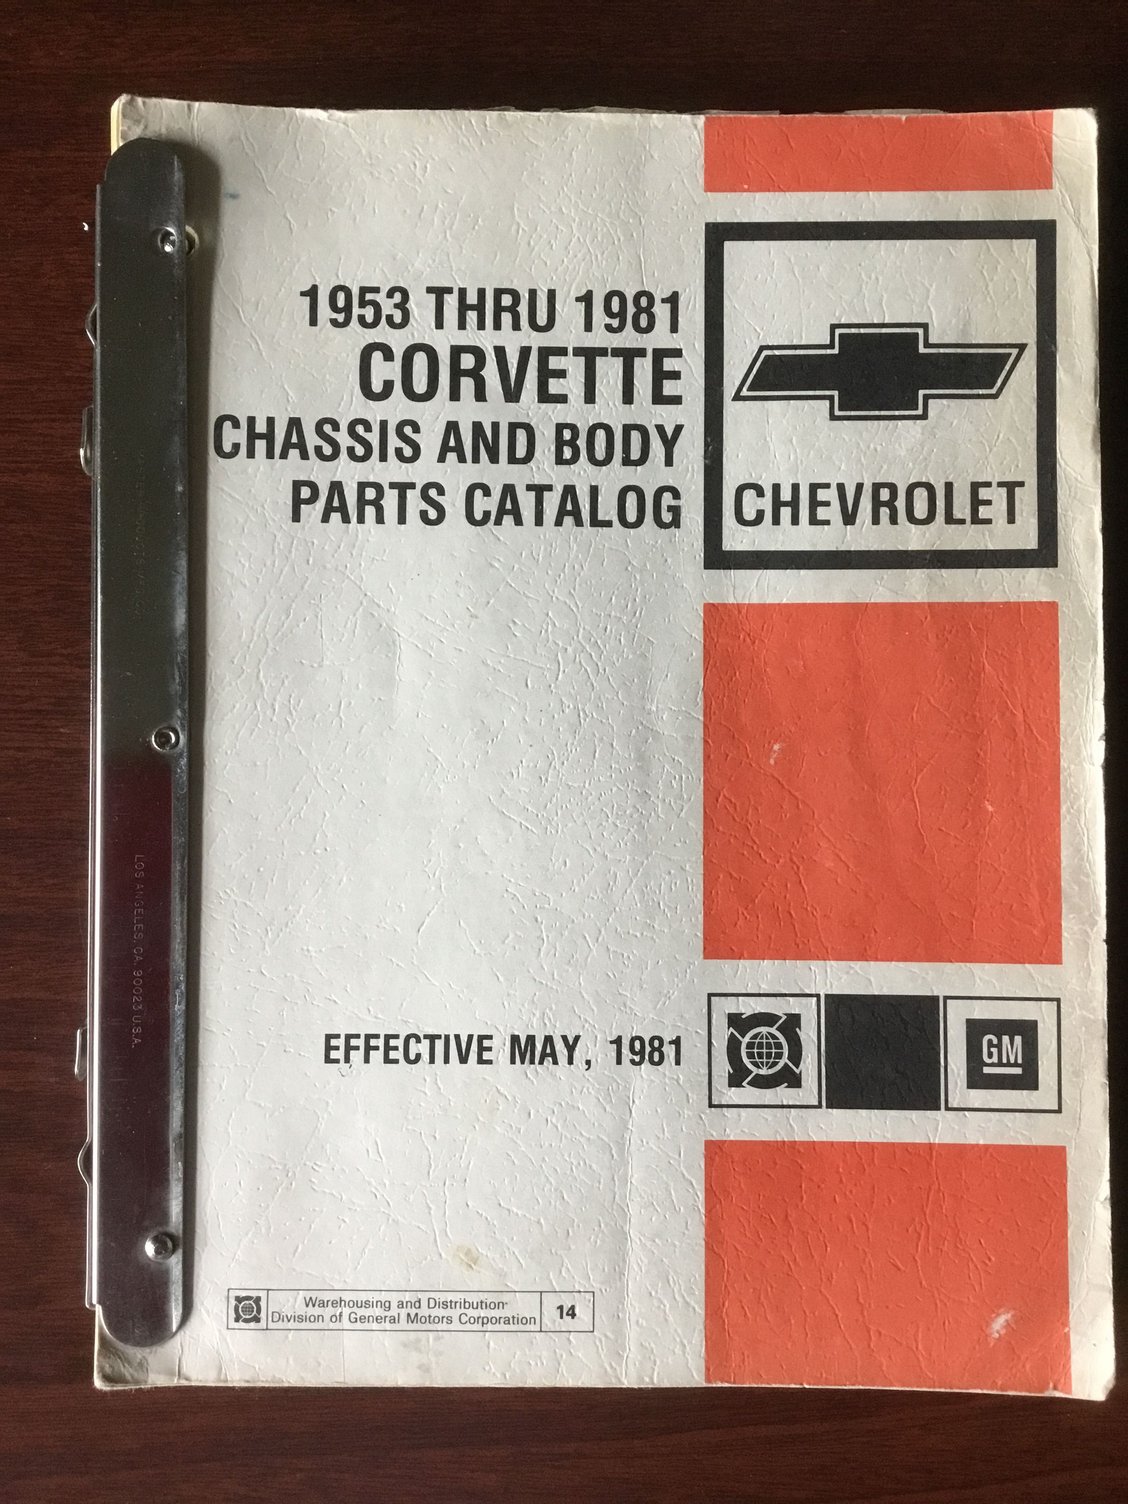 1953 THRU 1981
CORVETTE
CHASSIS AND BODY
PARTS CATALOG
CHEVROLET
EFFECTIVE MAY, 1981
GM
Warehousing and Distribution
Division of General Motors Corporation
14
LOS ANGELES, CA. 90023 U.S.A.